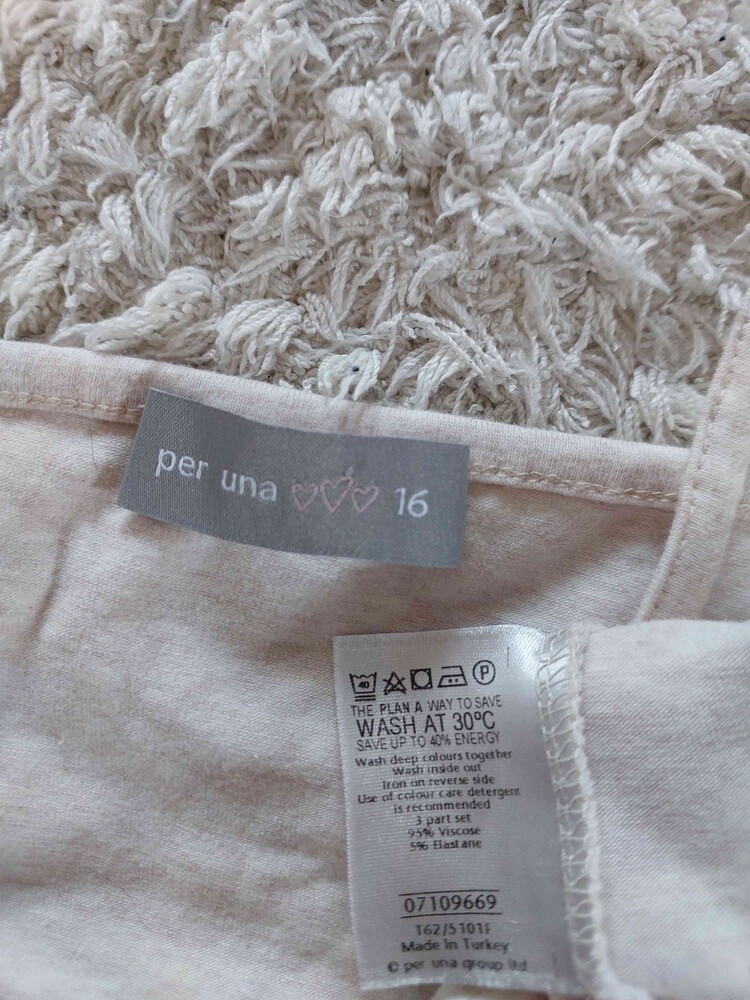 per una 16
40 P
THE PLAN A WAY TO SAVE
WASH AT 30ºC
SAVE UP TO 40% ENERGY
Wash deep colours together
Wash inside out
Iron on reverse side
Use of colour care detergent
is recommended
3 part set
95% Viscose
5% Elastane
07109669
T62/5101F
Made In Turkey
© per una group ltd